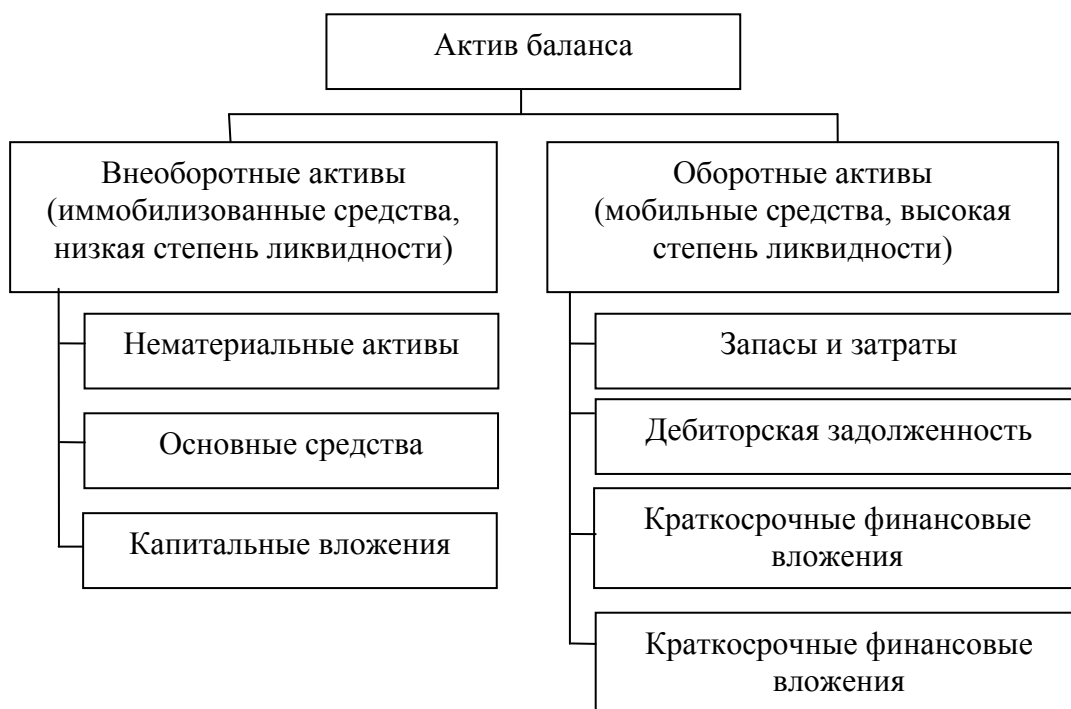 Актив баланса
Внеоборотные активы
(иммобилизованные средства,
низкая степень ликвидности)
Нематериальные активы
Основные средства
Капитальные вложения
Оборотные активы
(мобильные средства, высокая
степень ликвидности)
Запасы и затраты
Дебиторская задолженность
Краткосрочные финансовые
вложения
Краткосрочные финансовые
вложения